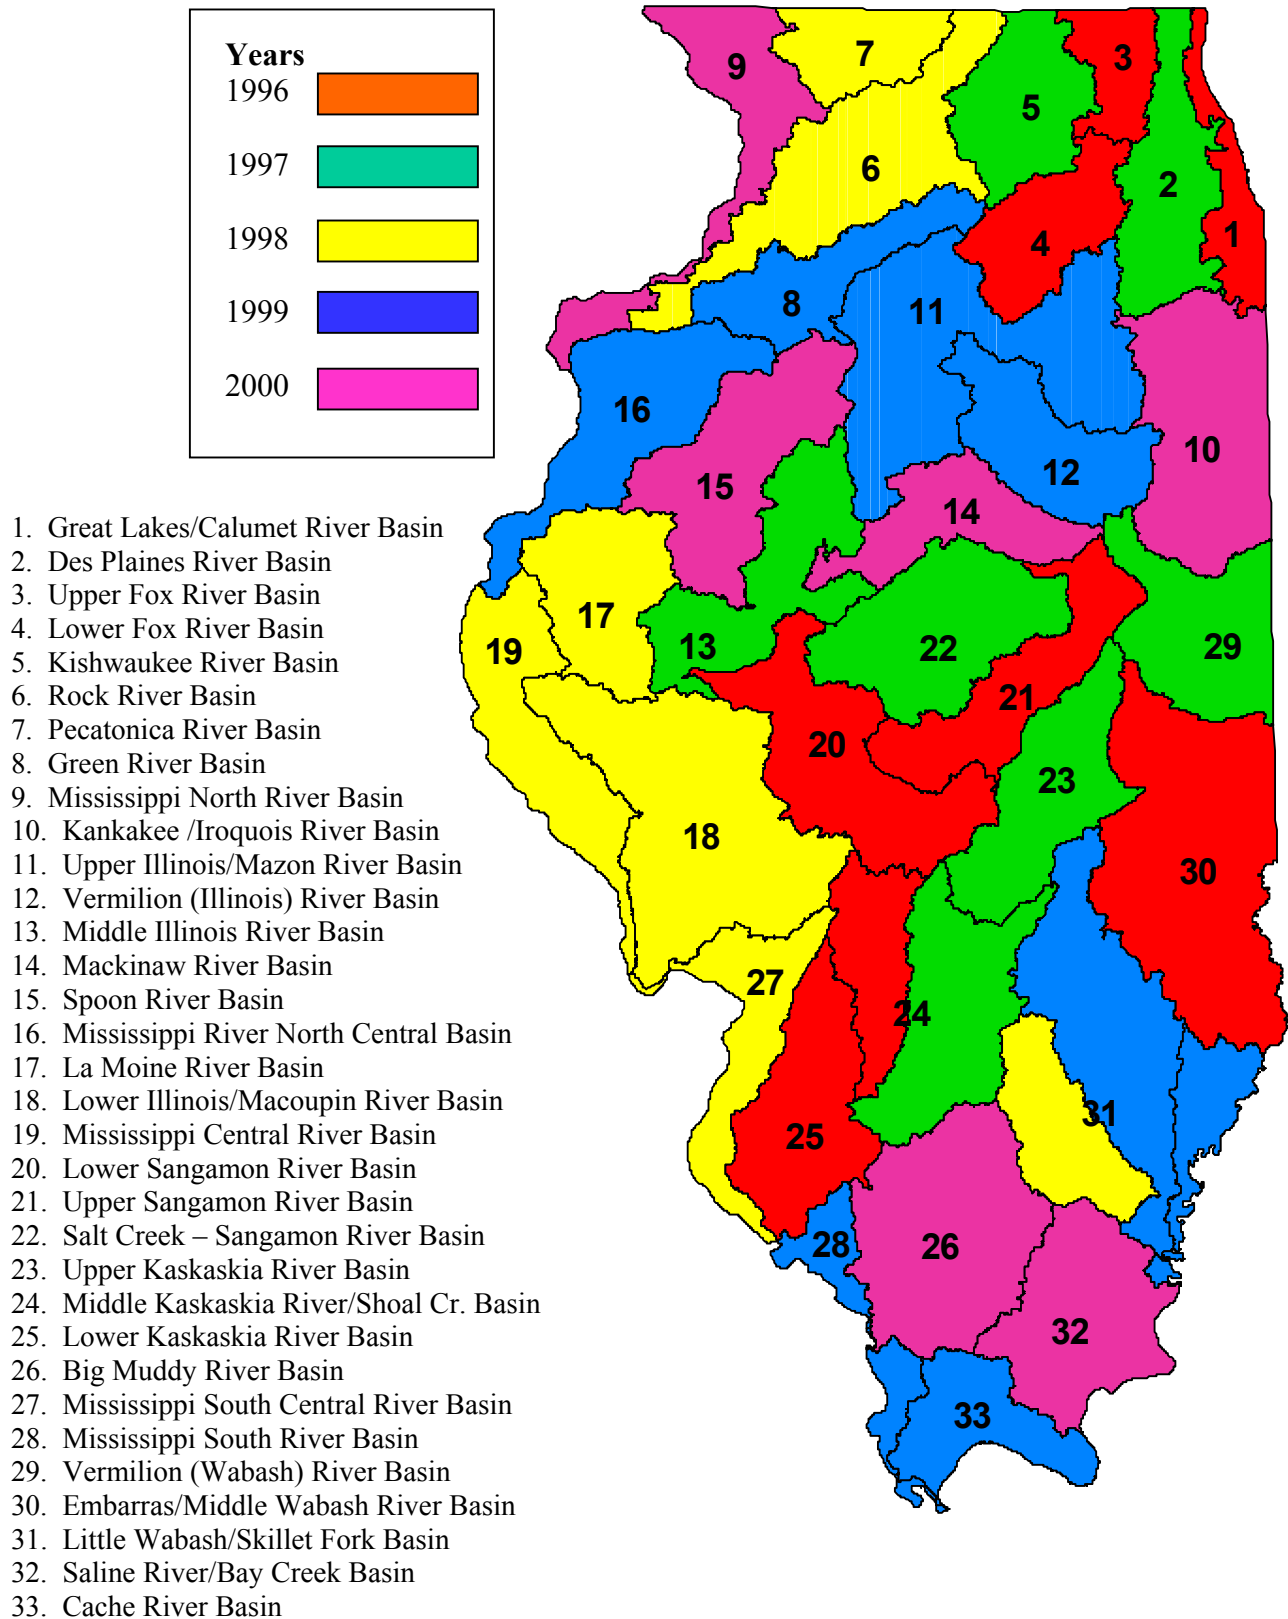 Years
1996
1997
1998
1999
2000
1. Great Lakes/Calumet River Basin
2. Des Plaines River Basin
3. Upper Fox River Basin
4. Lower Fox River Basin
5. Kishwaukee River Basin
6. Rock River Basin
7. Pecatonica River Basin
8. Green River Basin
9. Mississippi North River Basin
10. Kankakee /Iroquois River Basin
11. Upper Illinois/Mazon River Basin
12. Vermilion (Illinois) River Basin
13. Middle Illinois River Basin
14. Mackinaw River Basin
15. Spoon River Basin
16. Mississippi River North Central Basin
17. La Moine River Basin
18. Lower Illinois/Macoupin River Basin
19. Mississippi Central River Basin
20. Lower Sangamon River Basin
21. Upper Sangamon River Basin
22. Salt Creek – Sangamon River Basin
23. Upper Kaskaskia River Basin
24. Middle Kaskaskia River/Shoal Cr. Basin
25. Lower Kaskaskia River Basin
26. Big Muddy River Basin
27. Mississippi South Central River Basin
28. Mississippi South River Basin
29. Vermilion (Wabash) River Basin
30. Embarras/Middle Wabash River Basin
31. Little Wabash/Skillet Fork Basin
32. Saline River/Bay Creek Basin
33. Cache River Basin
9
7
3
5
6
2
1
4
8
11
16
10
12
15
14
17
13
19
22
29
21
20
23
18
30
27
24
31
25
28
26
32
33